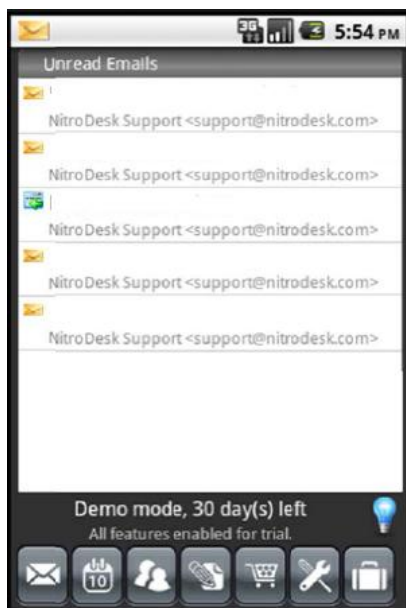 3G 5:54 PM
Unread Emails
NitroDesk Support <support@nitrodesk.com>
NitroDesk Support <support@nitrodesk.com>
NitroDesk Support <support@nitrodesk.com>
NitroDesk Support <support@nitrodesk.com>
NitroDesk Support <support@nitrodesk.com>
Demo mode, 30 day(s) left
All features enabled for trial.
10